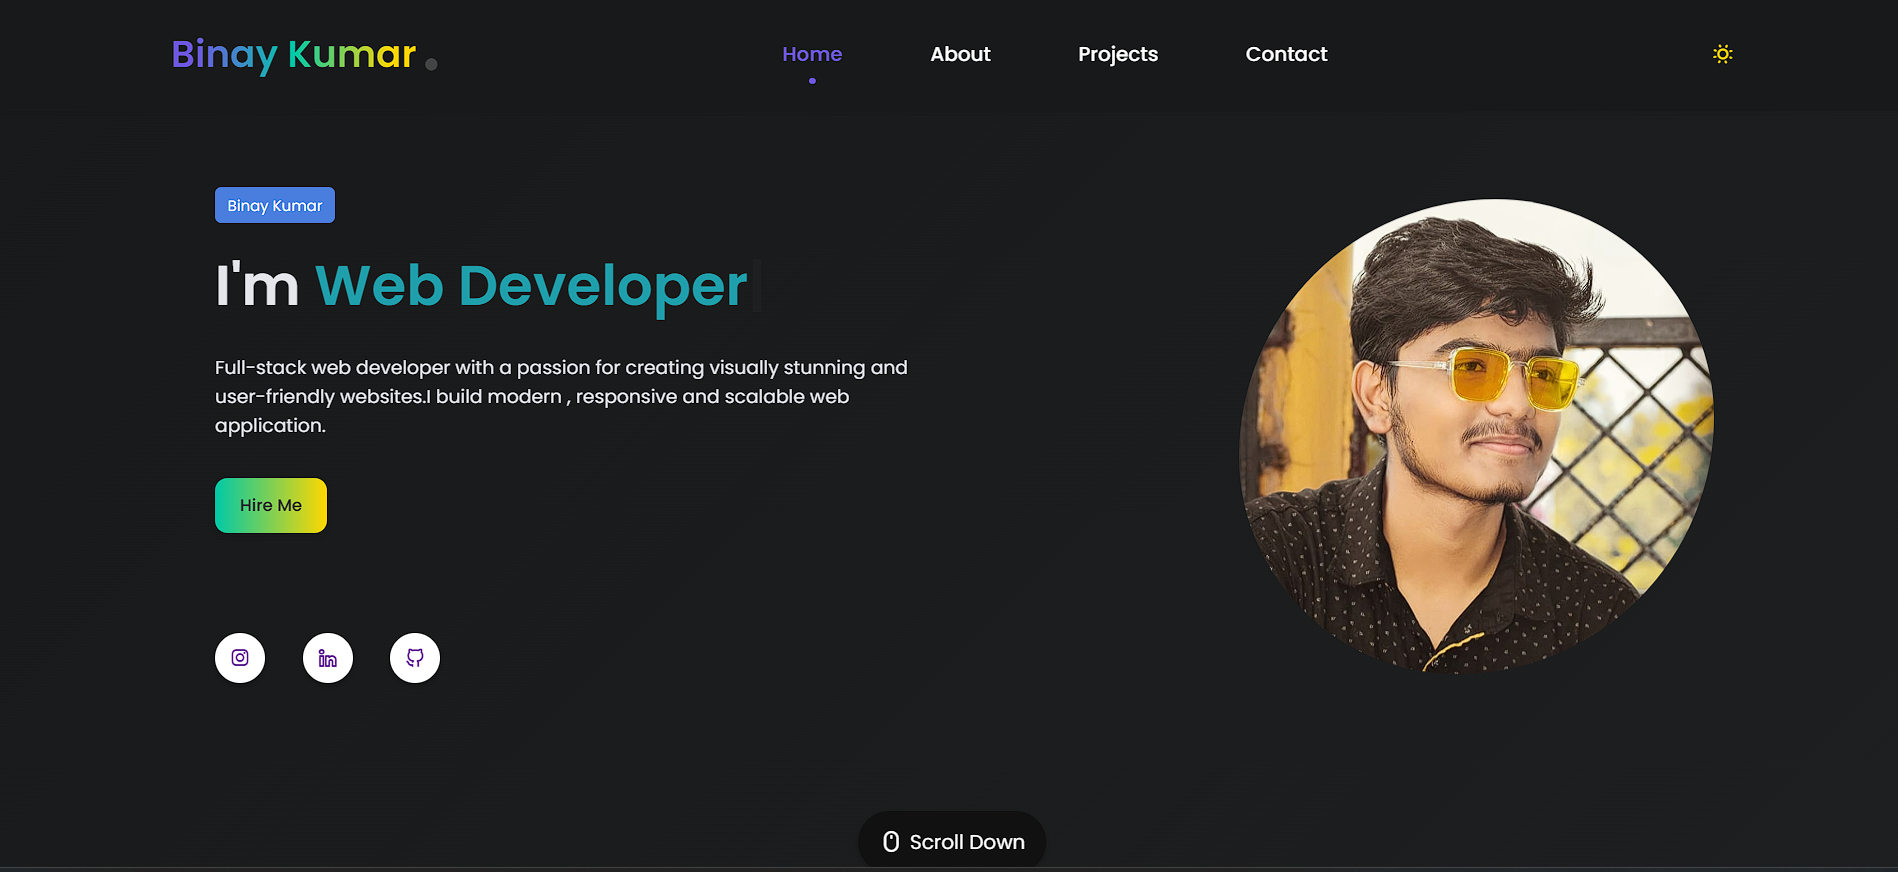 Binay Kumar .
Home
About
Projects
Contact
Binay Kumar
I'm Web Developer
Full-stack web developer with a passion for creating visually stunning and
user-friendly websites.I build modern , responsive and scalable web
application.
Hire Me
in
Scroll Down